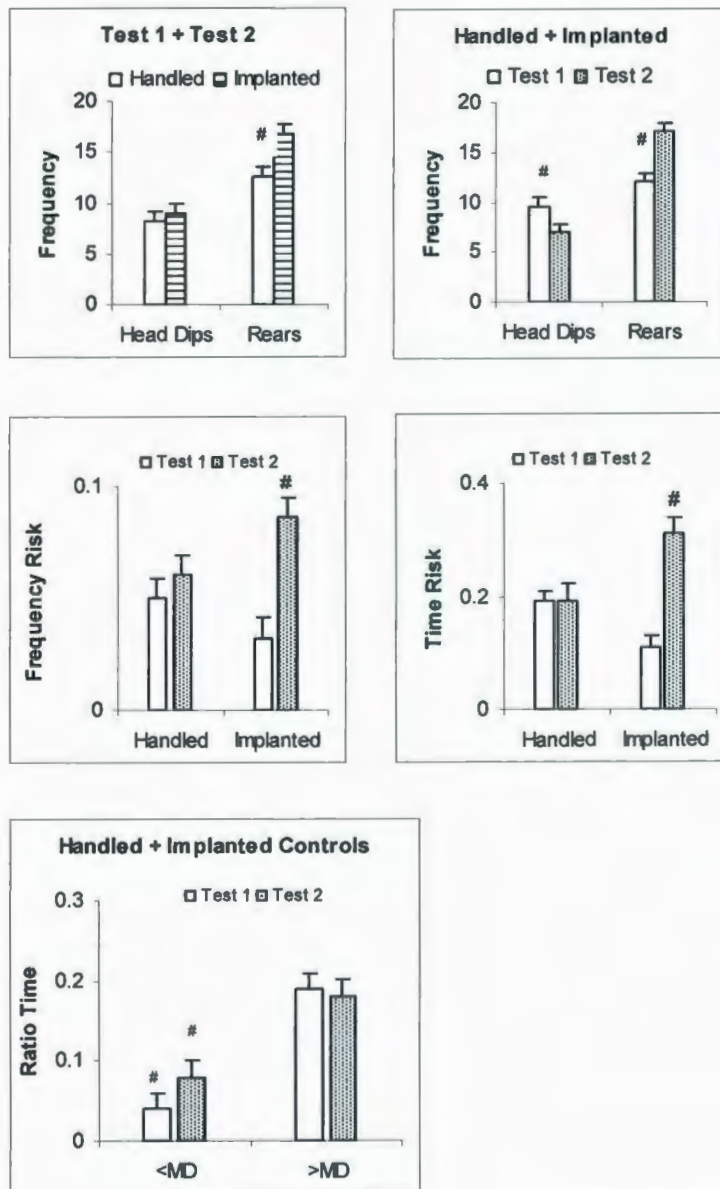 Test 1 + Test 2
Handled Implanted
20
15
10
5
0
Frequency
#
Head Dips Rears
Handled + Implanted
Test 1 Test 2
20
15
10
5
0
Frequency
# #
Head Dips Rears
Test 1 Test 2
0.1
0
Frequency Risk
#
Handled Implanted
Test 1 Test 2
0.4
0.2
0
Time Risk
#
Handled Implanted
Handled + Implanted Controls
Test 1 Test 2
0.3
0.2
0.1
0
Ratio Time
# #
<MD >MD